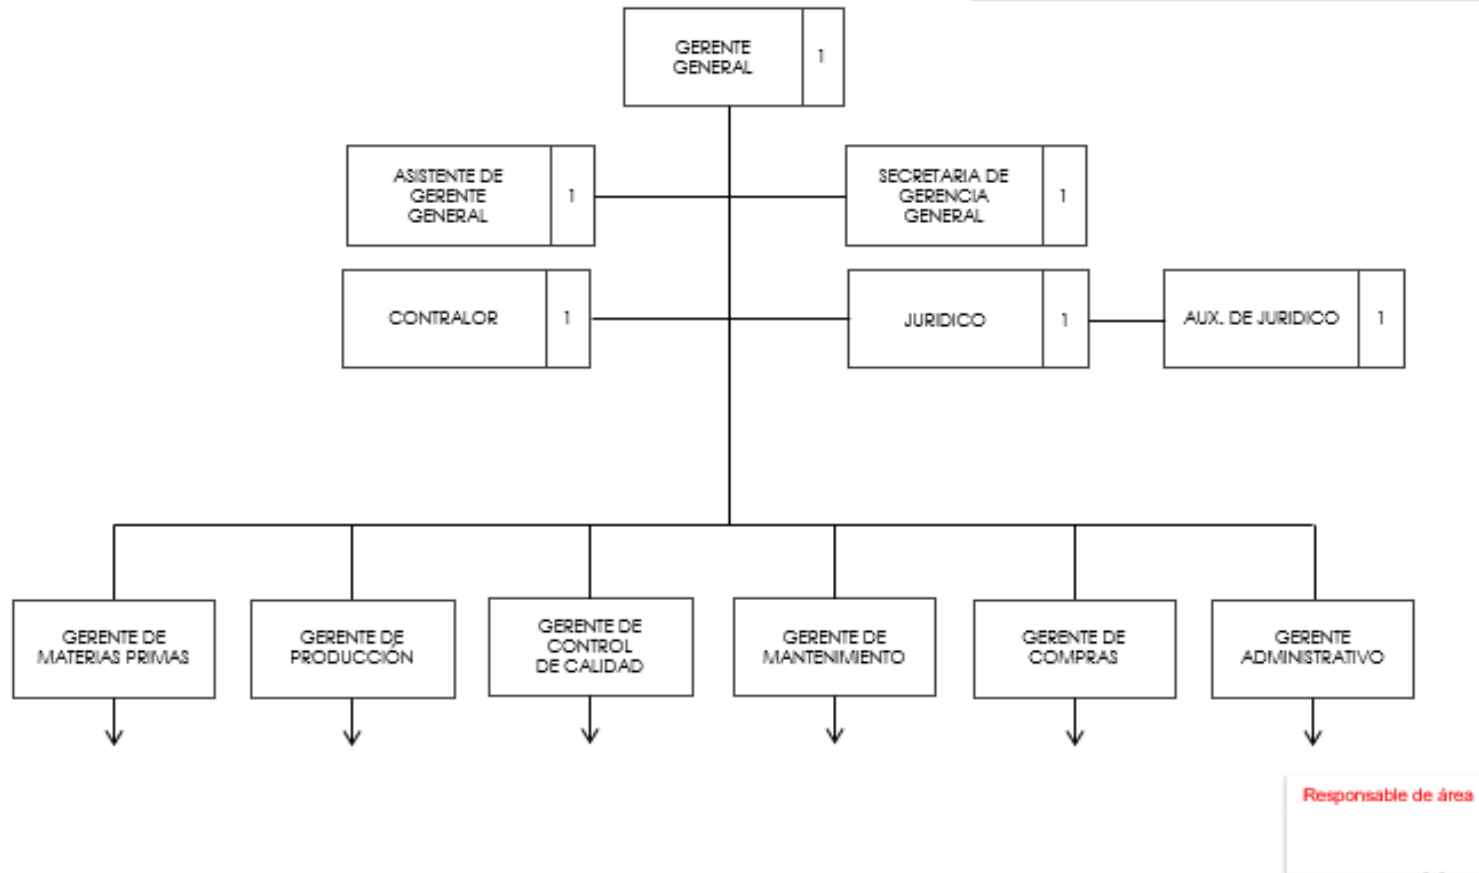 GERENTE
GENERAL
1
ASISTENTE DE
GERENTE
GENERAL
1
SECRETARIA DE
GERENCIA
GENERAL
1
CONTRALOR
1
JURIDICO
1
AUX. DE JURIDICO
1
GERENTE DE
MATERIAS PRIMAS
GERENTE DE
PRODUCCIÓN
GERENTE DE
CONTROL
DE CALIDAD
GERENTE DE
MANTENIMIENTO
GERENTE DE
COMPRAS
GERENTE
ADMINISTRATIVO
Responsable de área